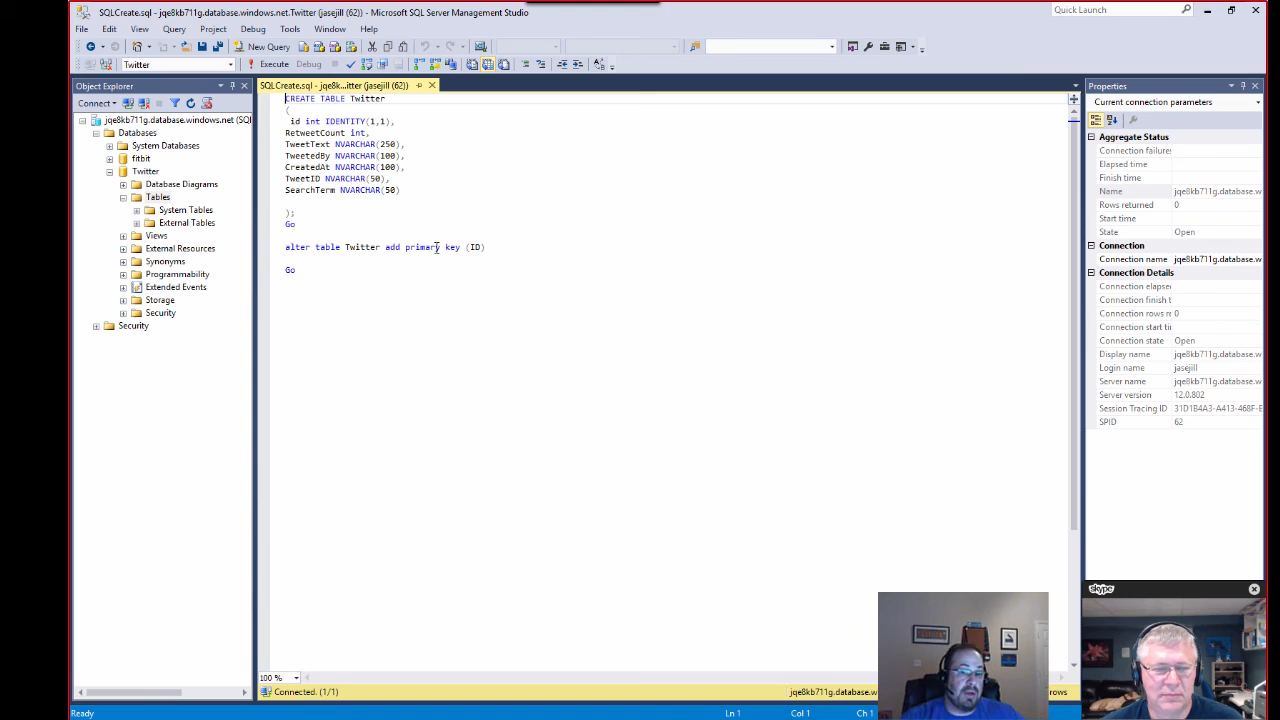 SQLCreate.sql - jqe8kb711g.database.windows.net.Twitter (jasejill (62)) - Microsoft SQL Server Management Studio
Quick Launch
File Edit View Query Project Debug Tools Window Help
New Query
Twitter
Execute Debug
Object Explorer
Connect
jqe8kb711g.database.windows.net (SQL
Databases
System Databases
fitbit
Twitter
Database Diagrams
Tables
System Tables
External Tables
Views
External Resources
Synonyms
Programmability
Extended Events
Storage
Security
Security
SQLCreate.sql - jqe8k...itter (jasejill (62))
CREATE TABLE Twitter
(
id int IDENTITY(1,1),
RetweetCount int,
TweetText NVARCHAR(250),
TweetedBy NVARCHAR(100),
CreatedAt NVARCHAR(100),
TweetID NVARCHAR(50),
SearchTerm NVARCHAR(50)
);
Go
alter table Twitter add primary key (ID)
Go
100 %
Connected. (1/1)
jqe8kb711g.database.w
rows
Properties
Current connection parameters
Aggregate Status
Connection failures
Elapsed time
Finish time
Name jqe8kb711g.database.w
Rows returned 0
Start time
State Open
Connection
Connection name jqe8kb711g.database.w
Connection Details
Connection elapse
Connection finish t
Connection rows re 0
Connection start tin
Connection state Open
Display name jqe8kb711g.database.w
Login name jasejill
Server name jqe8kb711g.database.w
Server version 12.0.802
Session Tracing ID 31D1B4A3-A413-468F-E
SPID 62
skype
Ready
Ln 1 Col 1 Ch 1